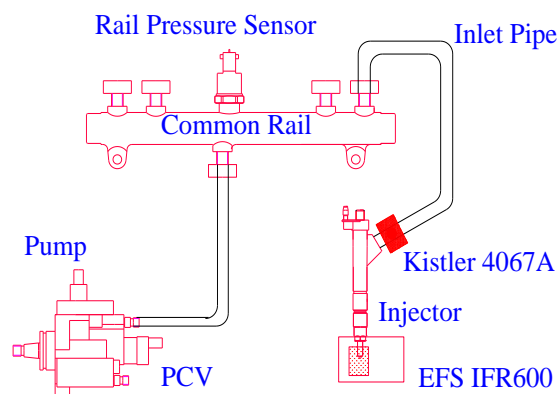 Rail Pressure Sensor
Inlet Pipe
Common Rail
Pump
Kistler 4067A
Injector
PCV
EFS IFR600